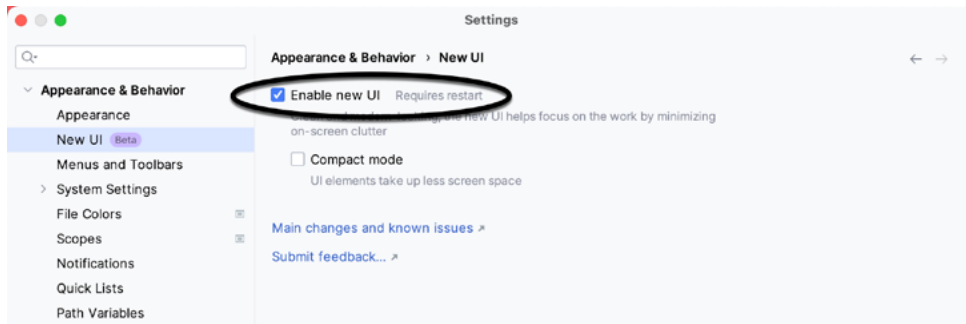 Settings
Appearance & Behavior › New UI
Appearance & Behavior
Appearance
New UI Beta
Menus and Toolbars
System Settings
File Colors
Scopes
Notifications
Quick Lists
Path Variables
Enable new UI Requires restart
new UI helps focus on the work by minimizing
on-screen clutter
Compact mode
UI elements take up less screen space
Main changes and known issues ↗
Submit feedback... ↗